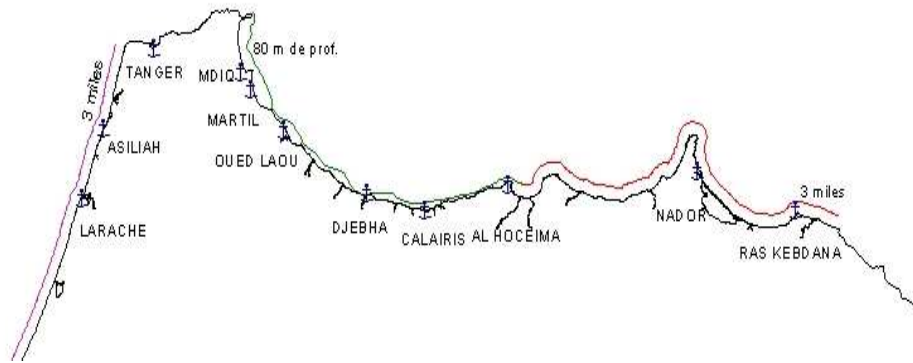 80 m de prof.
TANGER
MDIQ
3 miles
MARTIL
ASILIAH
OUED LAOU
3 miles
NADOR
LARACHE
DJEBHA
CALAIRIS
AL HOCEIMA
RAS KEBDANA